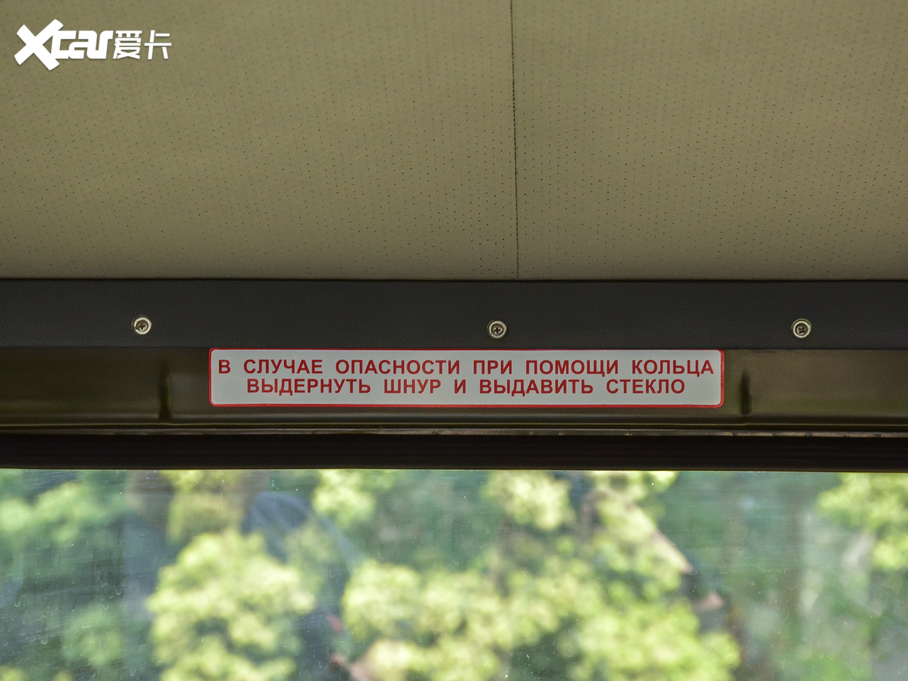 Xcar爱卡
В СЛУЧАЕ ОПАСНОСТИ ПРИ ПОМОЩИ КОЛЬЦА
ВЫДЕРНУТЬ ШНУР И ВЫДАВИТЬ СТЕКЛО